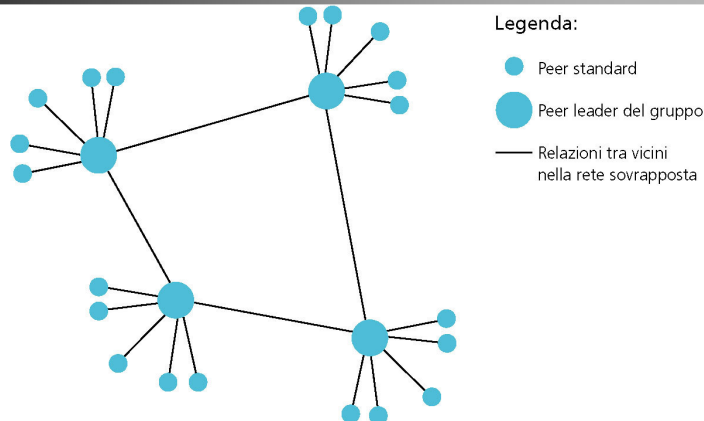 Legenda:
Peer standard
Peer leader del gruppo
Relazioni tra vicini
nella rete sovrapposta